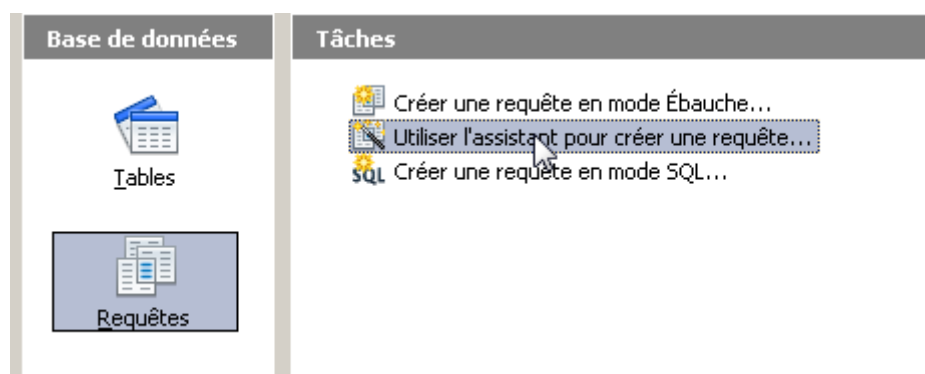 Base de données
Tables
Requêtes
Tâches
Créer une requête en mode Ébauche...
Utiliser l'assistant pour créer une requête...
SQL Créer une requête en mode SQL...